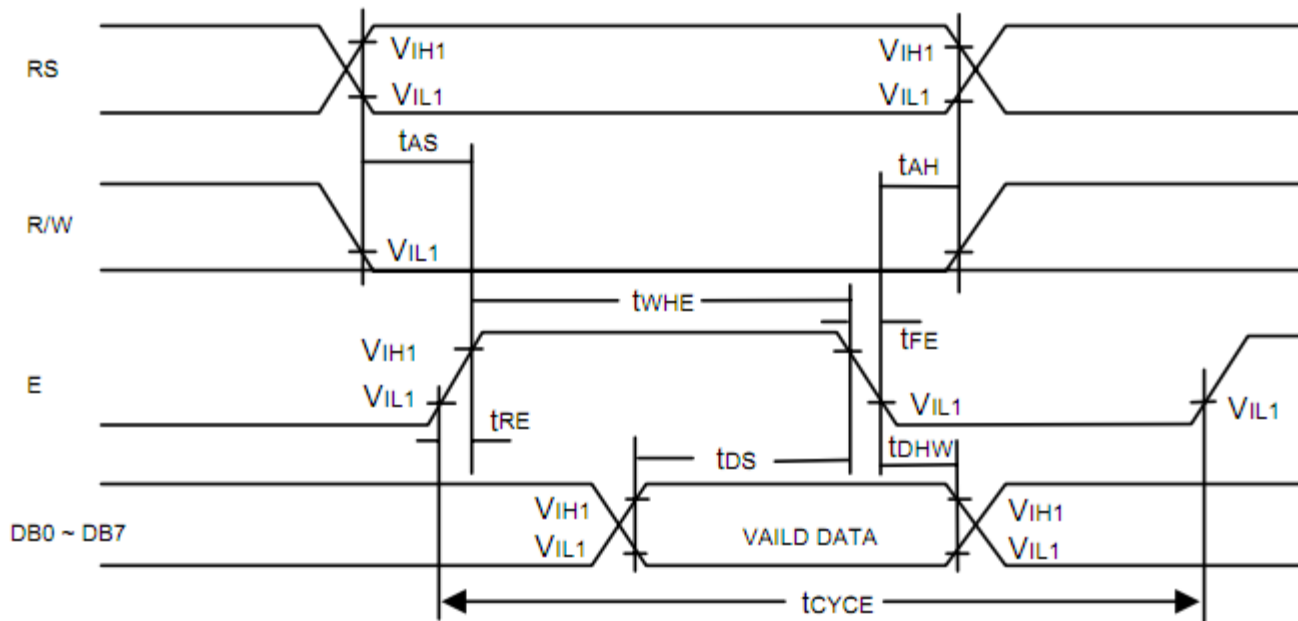 RS
VIH1
VIL1
VIH1
VIL1
tAS
tAH
R/W
VIL1
tWHE
tFE
E
VIH1
VIL1
VIL1
VIL1
tRE
tDS
tDHW
DB0 ~ DB7
VIH1
VIL1
VAILD DATA
VIH1
VIL1
tCYCE